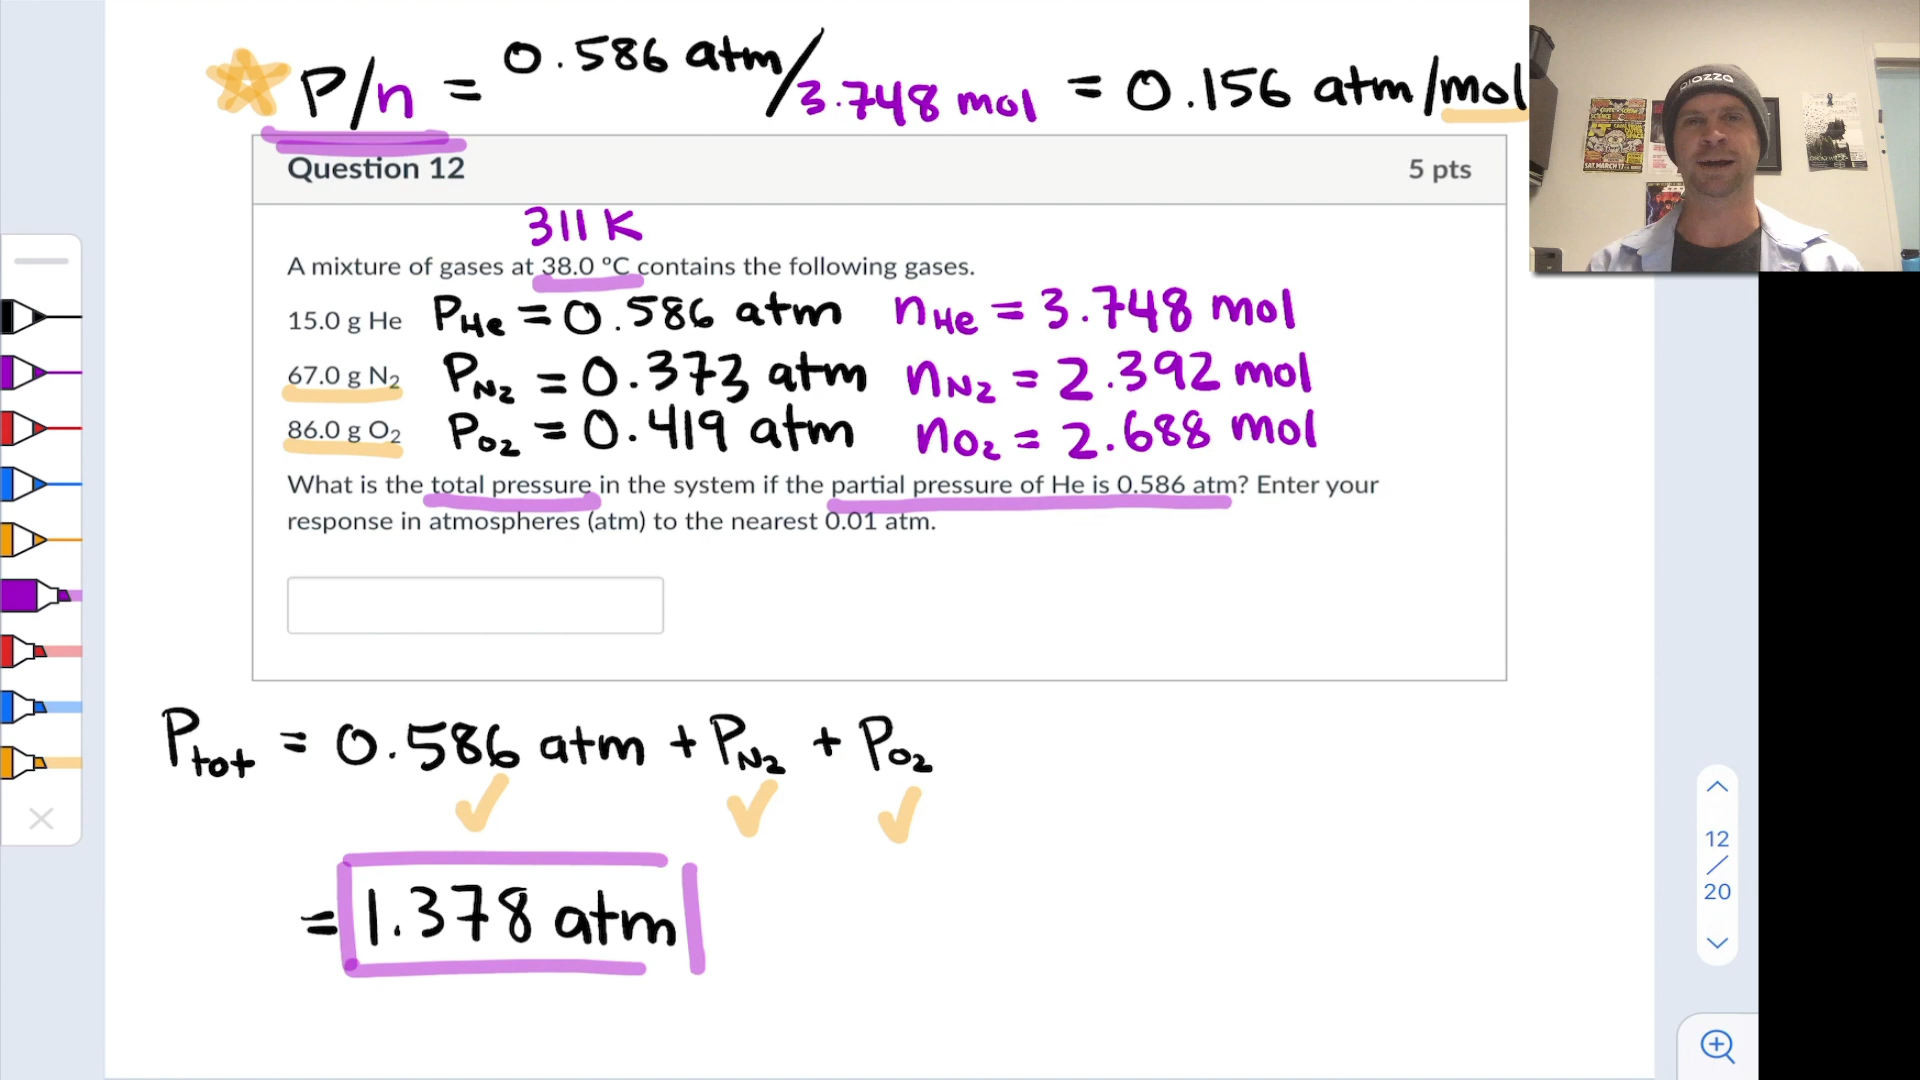 P/n = 0.586 atm/3.748 mol = 0.156 atm/mol
Question 12 5 pts
311 K
A mixture of gases at 38.0 °C contains the following gases.
15.0 g He PHe = 0.586 atm nHe = 3.748 mol
67.0 g N₂ PN₂ = 0.373 atm nN₂ = 2.392 mol
86.0 g O₂ PO₂ = 0.419 atm nO₂ = 2.688 mol
What is the total pressure in the system if the partial pressure of He is 0.586 atm? Enter your
response in atmospheres (atm) to the nearest 0.01 atm.
Ptot = 0.586 atm + PN₂ + PO₂
= 1.378 atm
12
/
20